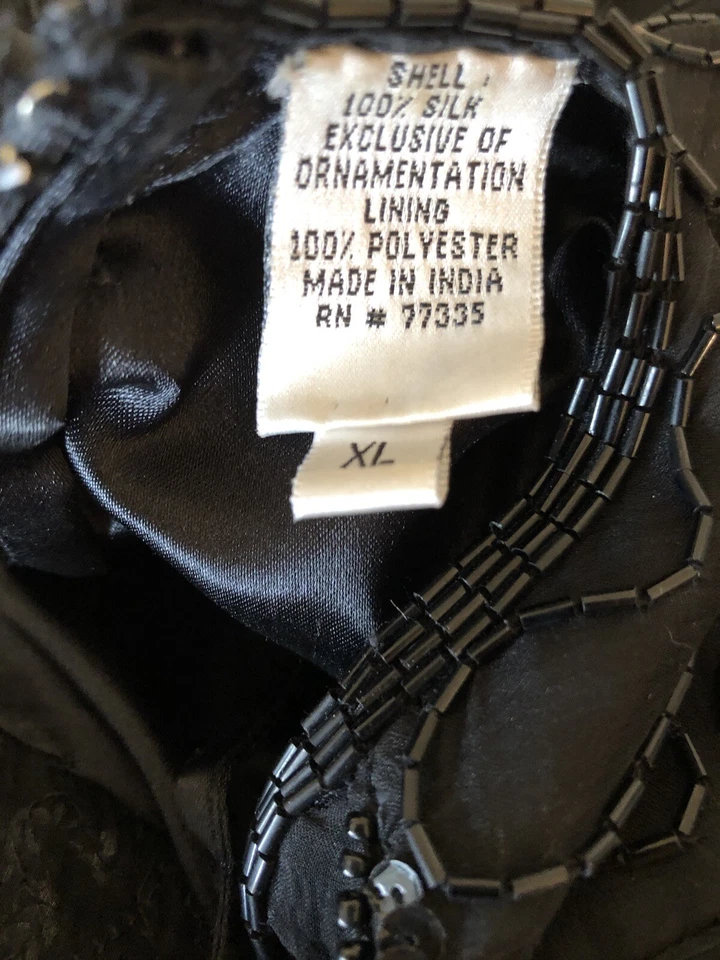 SHELL :
100% SILK
EXCLUSIVE OF
ORNAMENTATION
LINING
100% POLYESTER
MADE IN INDIA
RN # 77335
XL